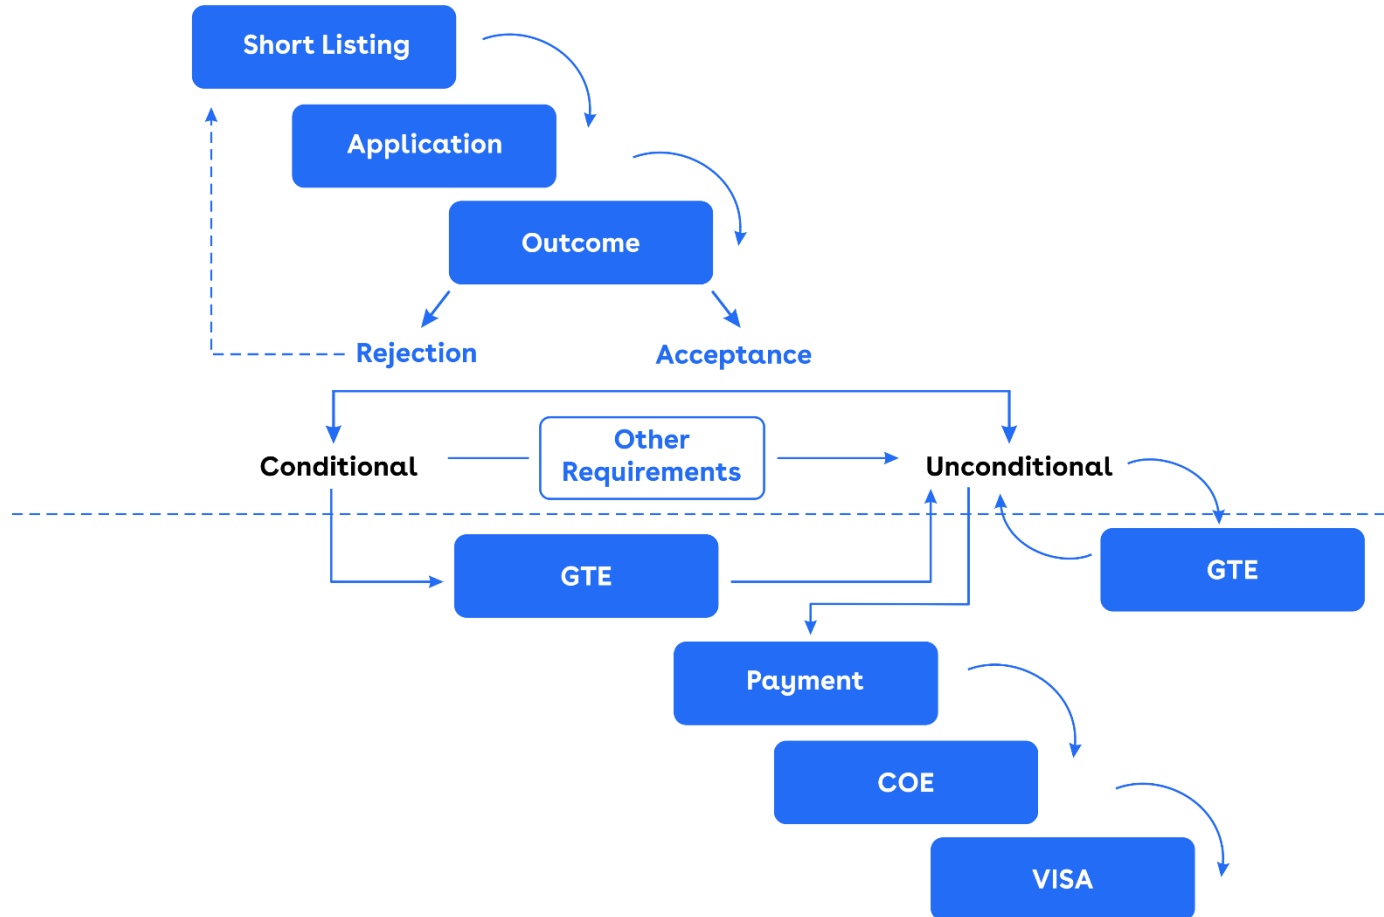 Short Listing
Application
Outcome
Rejection
Acceptance
Conditional
Other
Requirements
Unconditional
GTE
GTE
Payment
COE
VISA